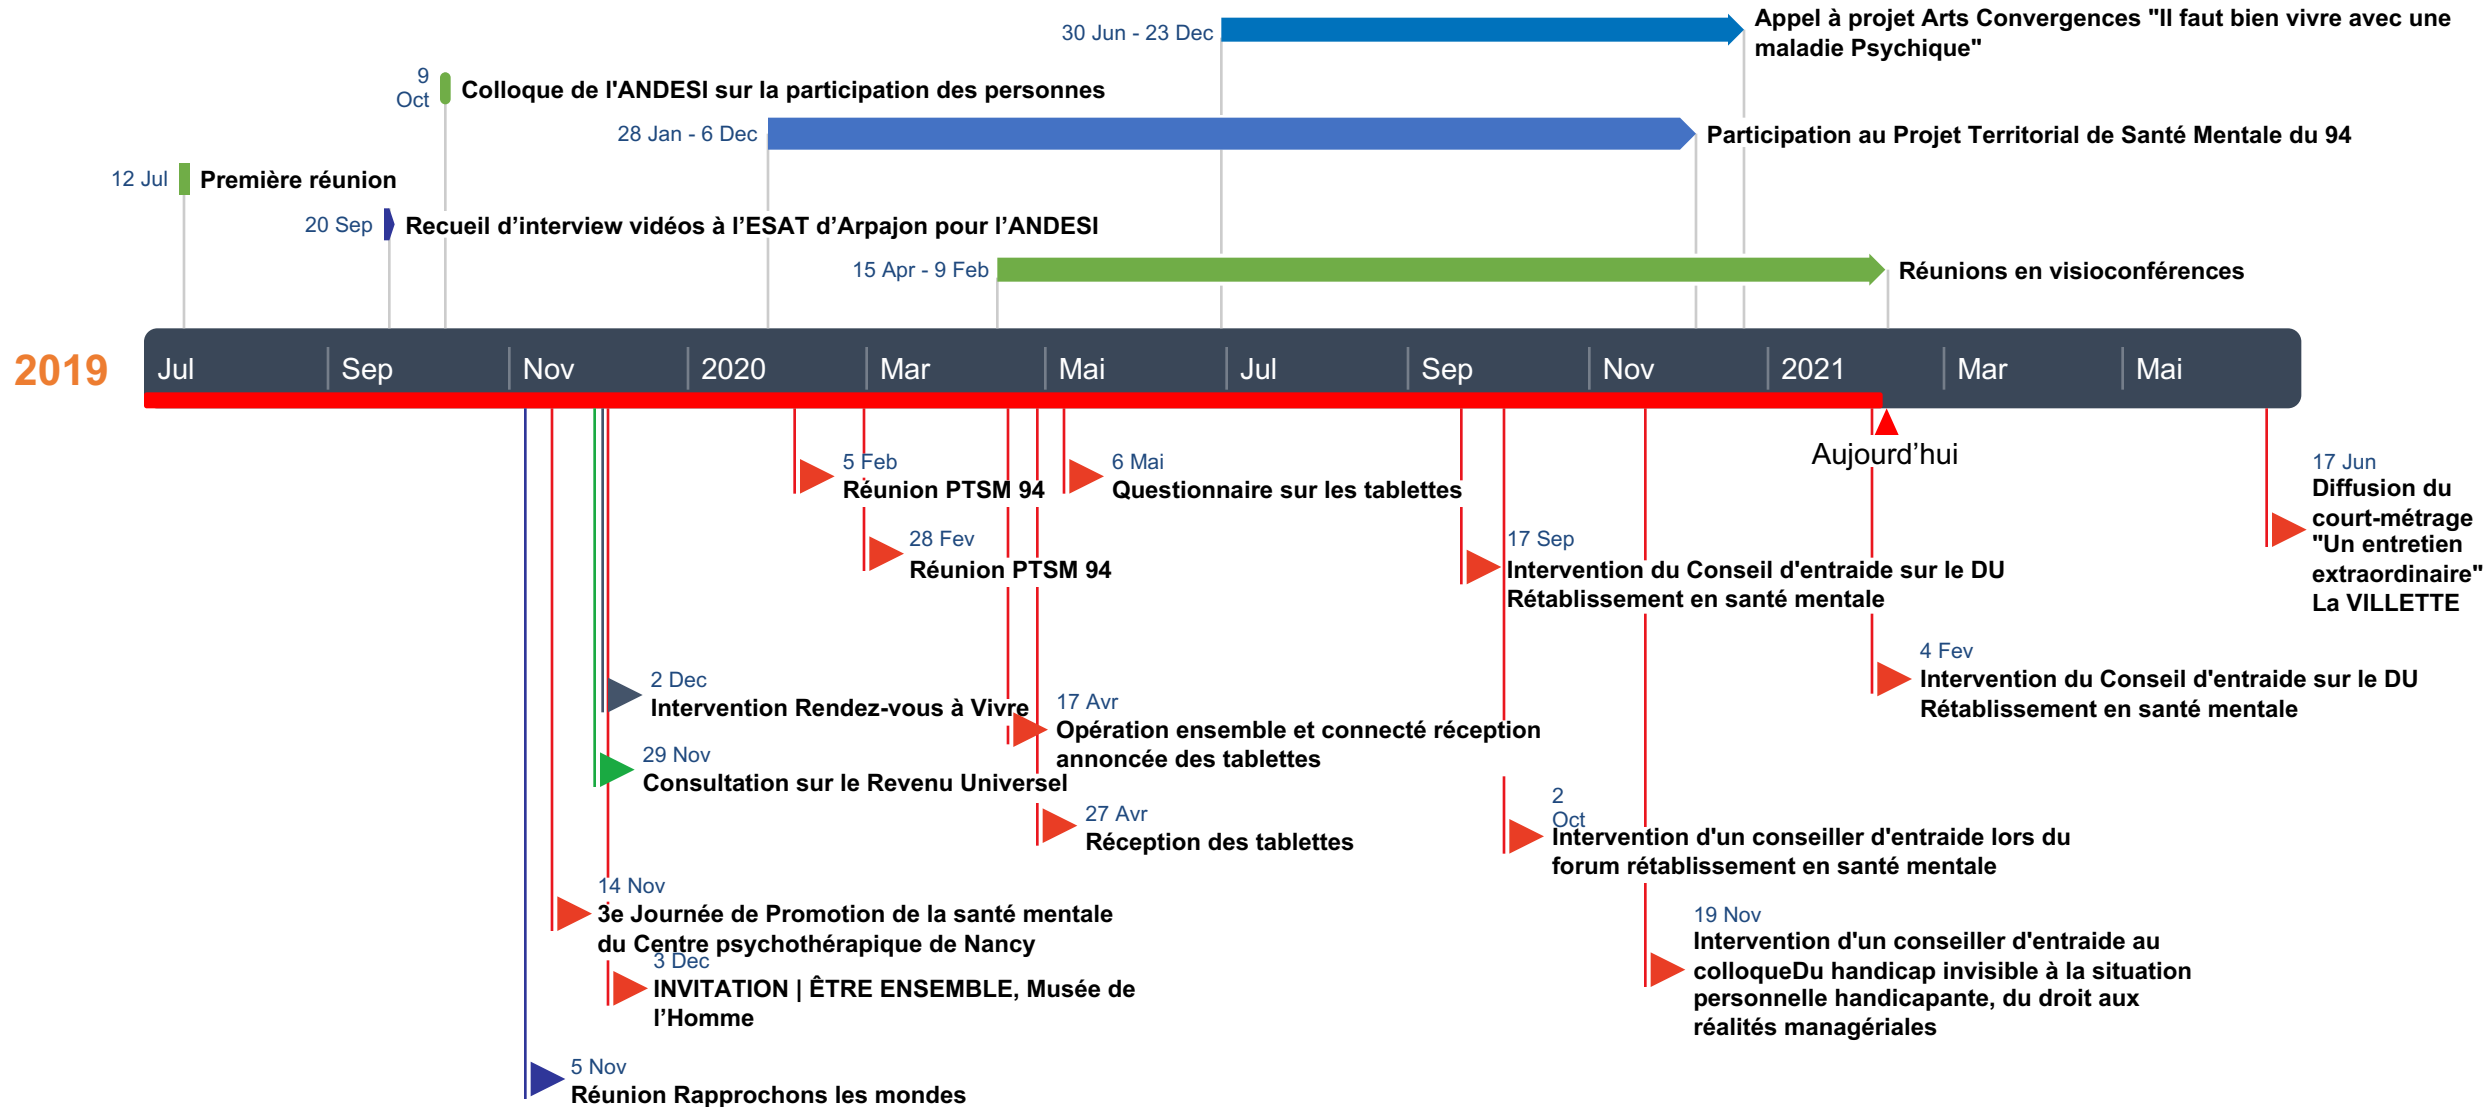 30 Jun - 23 Dec
Appel à projet Arts Convergences "Il faut bien vivre avec une
maladie Psychique"
9
Oct
Colloque de l'ANDESI sur la participation des personnes
28 Jan - 6 Dec
Participation au Projet Territorial de Santé Mentale du 94
12 Jul
Première réunion
20 Sep
Recueil d’interview vidéos à l’ESAT d’Arpajon pour l’ANDESI
15 Apr - 9 Feb
Réunions en visioconférences
2019
Jul
Sep
Nov
2020
Mar
Mai
Jul
Sep
Nov
2021
Mar
Mai
Aujourd’hui
5 Feb
Réunion PTSM 94
6 Mai
Questionnaire sur les tablettes
17 Jun
Diffusion du
court-métrage
"Un entretien
extraordinaire"
La VILLETTE
28 Fev
Réunion PTSM 94
17 Sep
Intervention du Conseil d'entraide sur le DU
Rétablissement en santé mentale
4 Fev
Intervention du Conseil d'entraide sur le DU
Rétablissement en santé mentale
2 Dec
Intervention Rendez-vous à Vivre
17 Avr
Opération ensemble et connecté réception
annoncée des tablettes
29 Nov
Consultation sur le Revenu Universel
27 Avr
Réception des tablettes
2
Oct
Intervention d'un conseiller d'entraide lors du
forum rétablissement en santé mentale
14 Nov
3e Journée de Promotion de la santé mentale
du Centre psychothérapique de Nancy
19 Nov
Intervention d'un conseiller d'entraide au
colloqueDu handicap invisible à la situation
personnelle handicapante, du droit aux
réalités managériales
3 Dec
INVITATION | ÊTRE ENSEMBLE, Musée de
l’Homme
5 Nov
Réunion Rapprochons les mondes